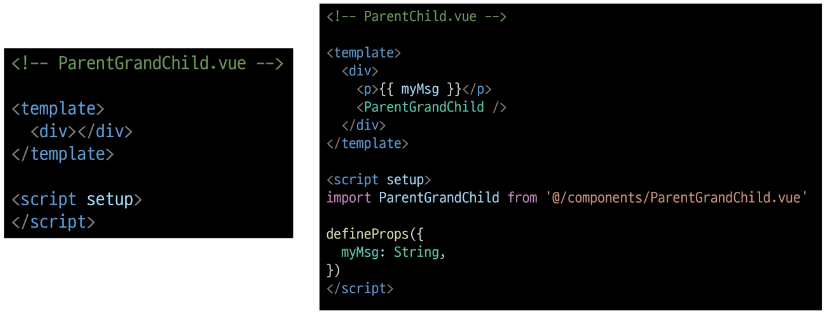 <!-- ParentGrandChild.vue -->
<template>
  <div></div>
</template>
<script setup>
</script>
<!-- ParentChild.vue -->
<template>
  <div>
    <p>{{ myMsg }}</p>
    <ParentGrandChild />
  </div>
</template>
<script setup>
import ParentGrandChild from '@/components/ParentGrandChild.vue'
defineProps({
  myMsg: String,
})
</script>